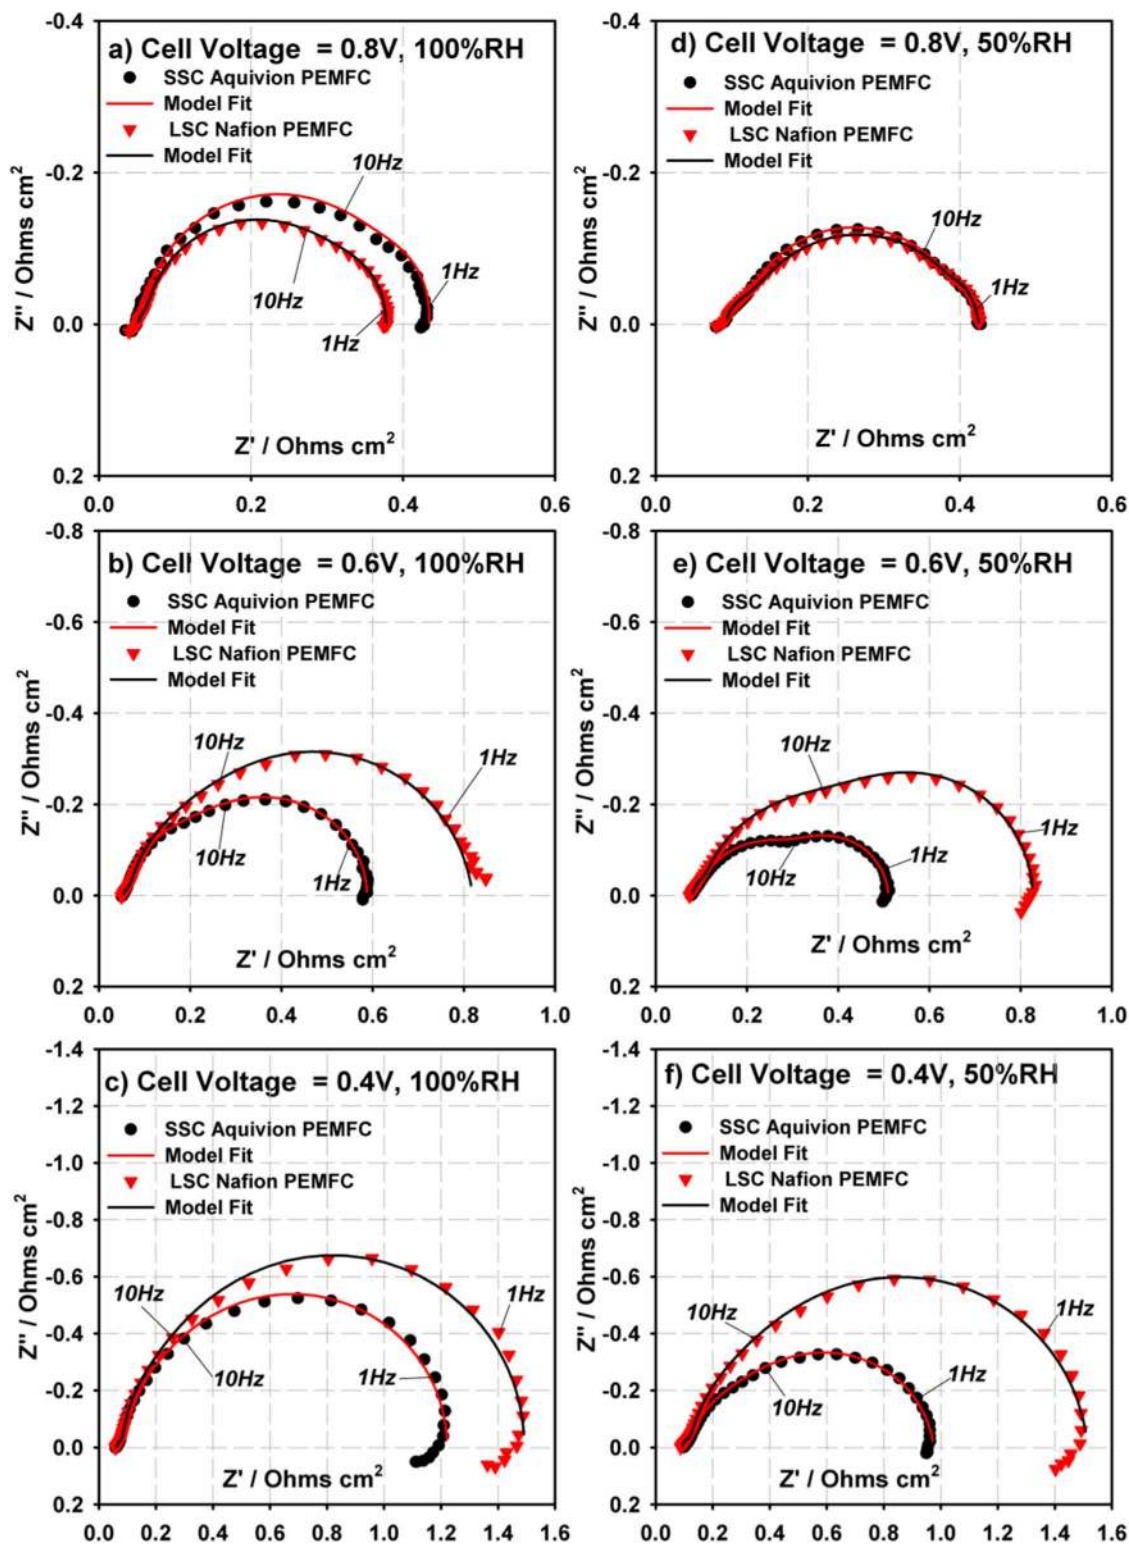 -0.4
a) Cell Voltage = 0.8V, 100%RH
SSC Aquivion PEMFC
Model Fit
LSC Nafion PEMFC
Model Fit
-0.2
10Hz
10Hz
1Hz
1Hz
0.0
Z'' / Ohms cm²
Z' / Ohms cm²
0.2
0.0 0.2 0.4 0.6
-0.4
d) Cell Voltage = 0.8V, 50%RH
SSC Aquivion PEMFC
Model Fit
LSC Nafion PEMFC
Model Fit
-0.2
10Hz
1Hz
0.0
Z'' / Ohms cm²
Z' / Ohms cm²
0.2
0.0 0.2 0.4 0.6
-0.8
b) Cell Voltage = 0.6V, 100%RH
SSC Aquivion PEMFC
-0.6
Model Fit
LSC Nafion PEMFC
Model Fit
-0.4
10Hz
1Hz
-0.2
10Hz
1Hz
0.0
Z'' / Ohms cm²
Z' / Ohms cm²
0.2
0.0 0.2 0.4 0.6 0.8 1.0
-0.8
e) Cell Voltage = 0.6V, 50%RH
SSC Aquivion PEMFC
-0.6
Model Fit
LSC Nafion PEMFC
Model Fit
-0.4
10Hz
-0.2
1Hz
10Hz
1Hz
0.0
Z'' / Ohms cm²
Z' / Ohms cm²
0.2
0.0 0.2 0.4 0.6 0.8 1.0
-1.4
c) Cell Voltage = 0.4V, 100%RH
-1.2
SSC Aquivion PEMFC
Model Fit
-1.0
LSC Nafion PEMFC
Model Fit
-0.8
-0.6
10Hz
1Hz
-0.4
10Hz
1Hz
-0.2
0.0
Z'' / Ohms cm²
Z' / Ohms cm²
0.2
0.0 0.2 0.4 0.6 0.8 1.0 1.2 1.4 1.6
-1.4
f) Cell Voltage = 0.4V, 50%RH
-1.2
SSC Aquivion PEMFC
Model Fit
-1.0
LSC Nafion PEMFC
Model Fit
-0.8
-0.6
10Hz
1Hz
-0.4
10Hz
1Hz
-0.2
0.0
Z'' / Ohms cm²
Z' / Ohms cm²
0.2
0.0 0.2 0.4 0.6 0.8 1.0 1.2 1.4 1.6